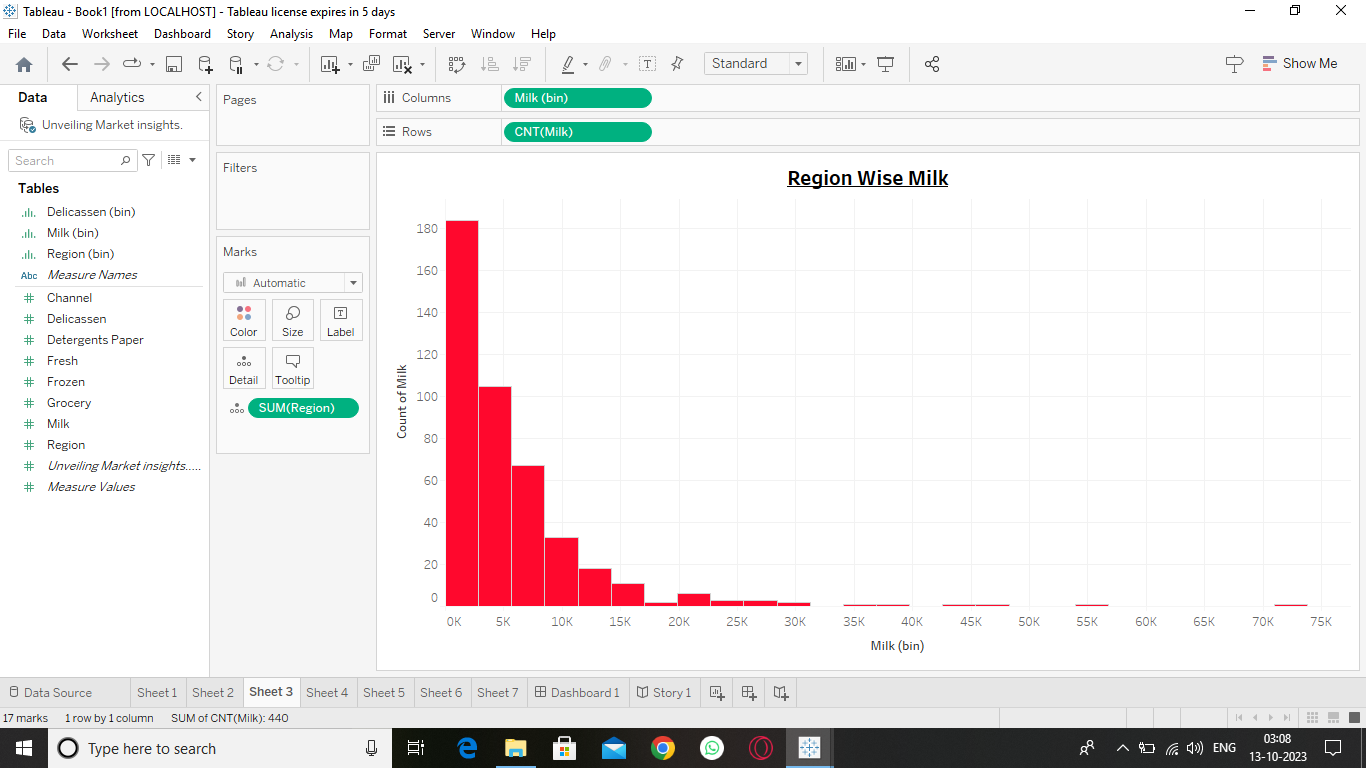 Tableau - Book1 [from LOCALHOST] - Tableau license expires in 5 days
File Data Worksheet Dashboard Story Analysis Map Format Server Window Help
Standard
Show Me
Data Analytics
Unveiling Market insights.
Search
Tables
Delicassen (bin)
Milk (bin)
Region (bin)
Abc Measure Names
Channel
Delicassen
Detergents Paper
Fresh
Frozen
Grocery
Milk
Region
Unveiling Market insights.....
Measure Values
Pages
Filters
Marks
Automatic
Color Size Label
Detail Tooltip
SUM(Region)
Columns Milk (bin)
Rows CNT(Milk)
Region Wise Milk
Count of Milk
180
160
140
120
100
80
60
40
20
0
0K 5K 10K 15K 20K 25K 30K 35K 40K 45K 50K 55K 60K 65K 70K 75K
Milk (bin)
Data Source Sheet 1 Sheet 2 Sheet 3 Sheet 4 Sheet 5 Sheet 6 Sheet 7 Dashboard 1 Story 1
17 marks 1 row by 1 column SUM of CNT(Milk): 440
Type here to search
ENG
03:08
13-10-2023